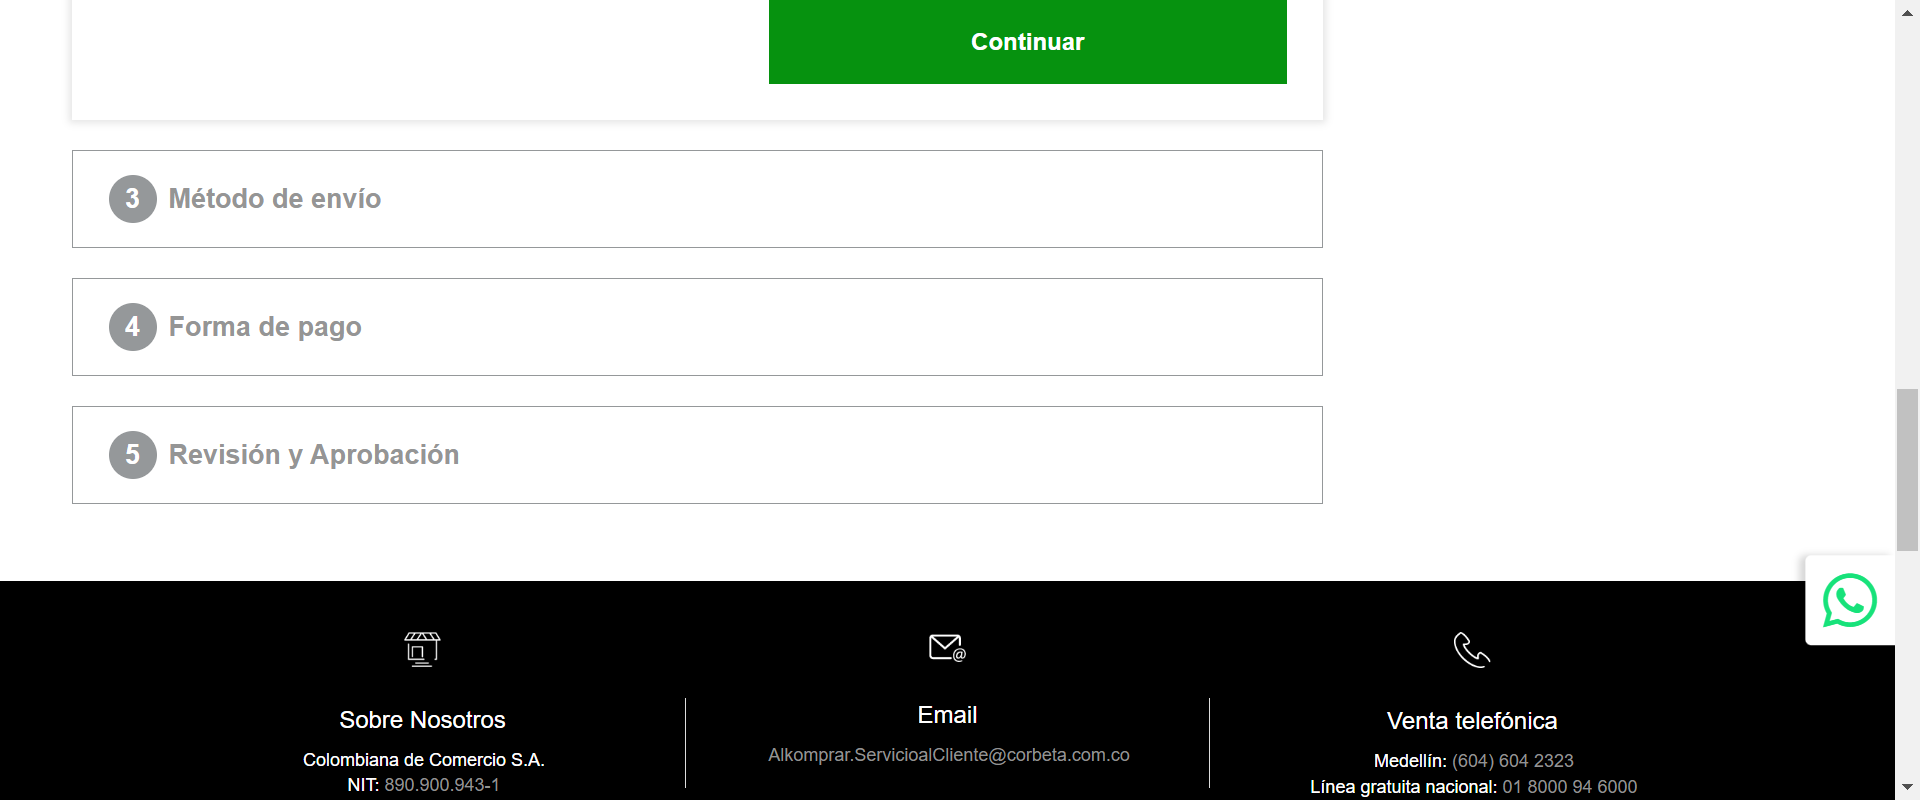 Continuar
3 Método de envío
4 Forma de pago
5 Revisión y Aprobación
Sobre Nosotros
Colombiana de Comercio S.A.
NIT: 890.900.943-1
Email
Alkomprar.ServicioalCliente@corbeta.com.co
Venta telefónica
Medellín: (604) 604 2323
Línea gratuita nacional: 01 8000 94 6000